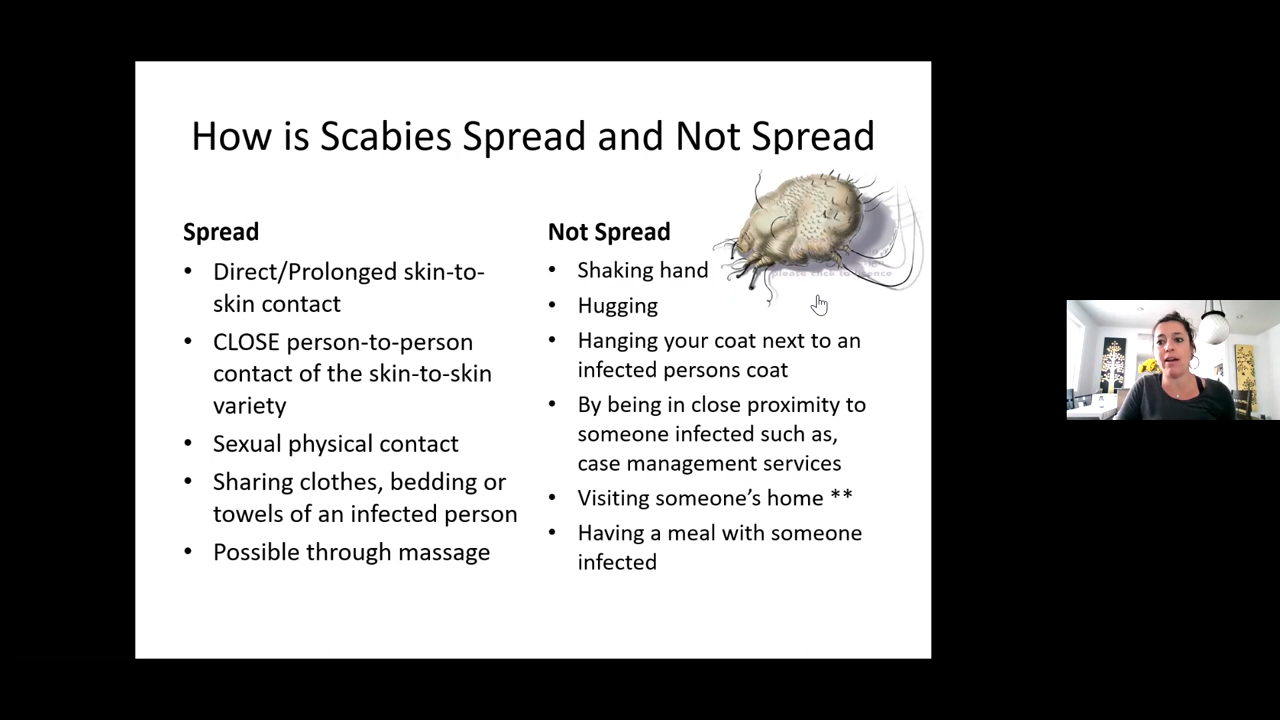 How is Scabies Spread and Not Spread
Spread
• Direct/Prolonged skin-to-
skin contact
• CLOSE person-to-person
contact of the skin-to-skin
variety
• Sexual physical contact
• Sharing clothes, bedding or
towels of an infected person
• Possible through massage
Not Spread
• Shaking hand
• Hugging
• Hanging your coat next to an
infected persons coat
• By being in close proximity to
someone infected such as,
case management services
• Visiting someone's home **
• Having a meal with someone
infected
please click to